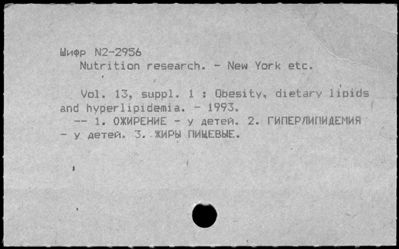 Шифр N2-2956
Nutrition research. - New York etc.
Vol. 13, suppl. 1 : Obesity, dietary lipids
and hyperlipidemia. - 1993.
-- 1. ОЖИРЕНИЕ - у детей. 2. ГИПЕРЛИПИДЕМИЯ
- у детей. 3. ЖИРЫ ПИЩЕВЫЕ.